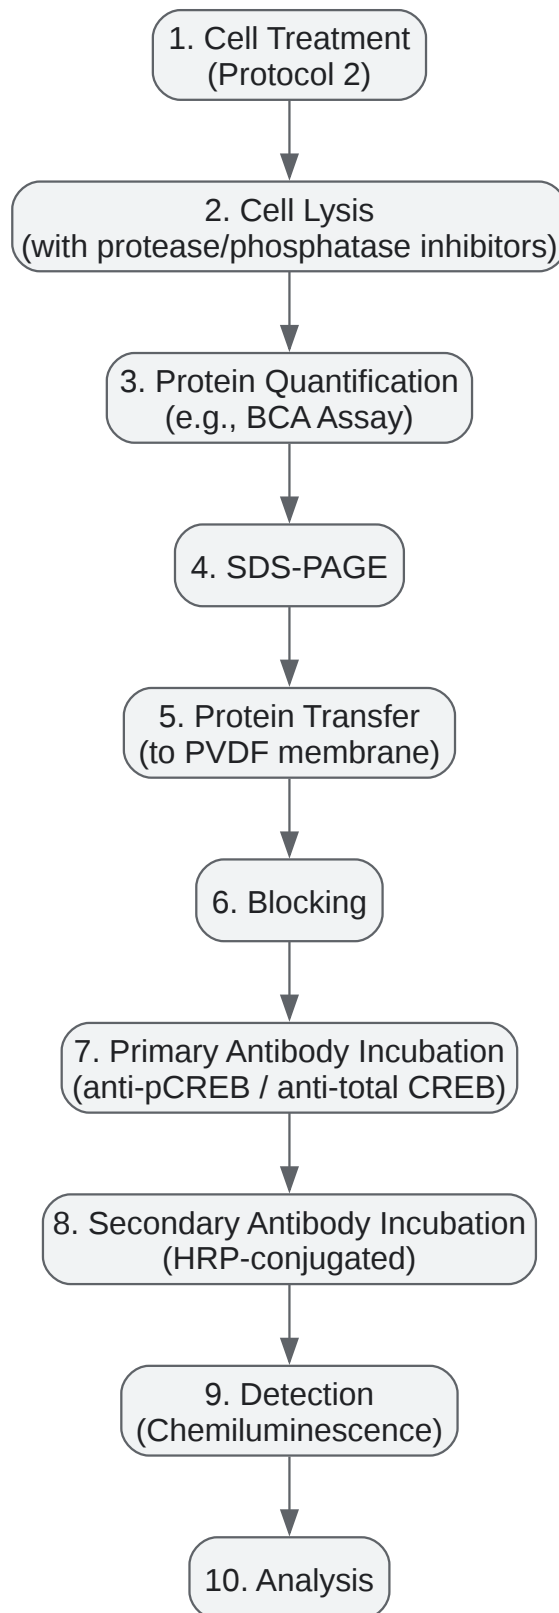 1. Cell Treatment
(Protocol 2)
2. Cell Lysis
(with protease/phosphatase inhibitors)
3. Protein Quantification
(e.g., BCA Assay)
4. SDS-PAGE
5. Protein Transfer
(to PVDF membrane)
6. Blocking
7. Primary Antibody Incubation
(anti-pCREB / anti-total CREB)
8. Secondary Antibody Incubation
(HRP-conjugated)
9. Detection
(Chemiluminescence)
10. Analysis